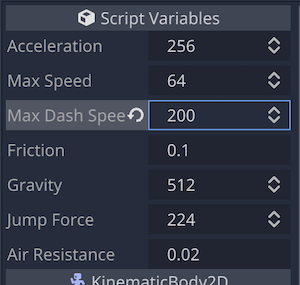 Script Variables
Acceleration 256
Max Speed 64
Max Dash Spee 200
Friction 0.1
Gravity 512
Jump Force 224
Air Resistance 0.02
KinematicBody2D